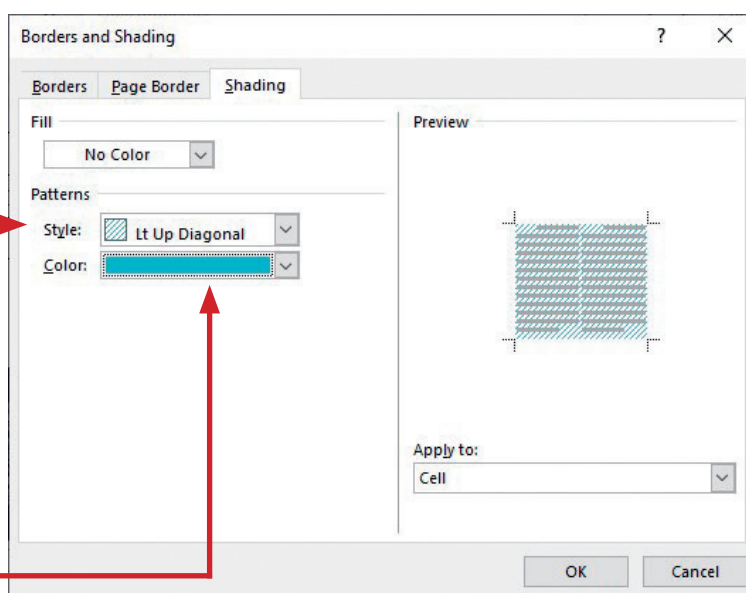 Borders and Shading ?
Borders Page Border Shading
Fill
No Color
Patterns
Style: Lt Up Diagonal
Color:
Preview
Apply to:
Cell
OK Cancel